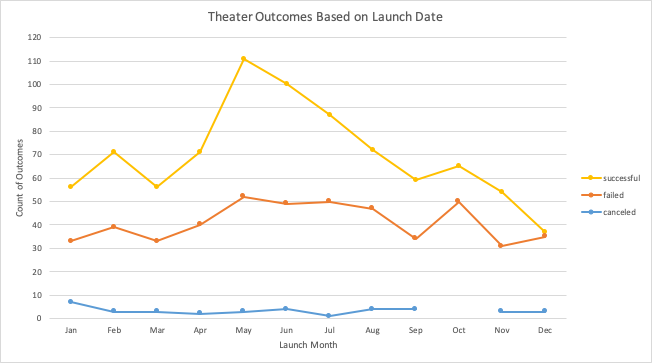 Theater Outcomes Based on Launch Date
120
110
100
90
80
70
60
50
40
30
20
10
0
Count of Outcomes
Jan Feb Mar Apr May Jun Jul Aug Sep Oct Nov Dec
Launch Month
successful
failed
canceled